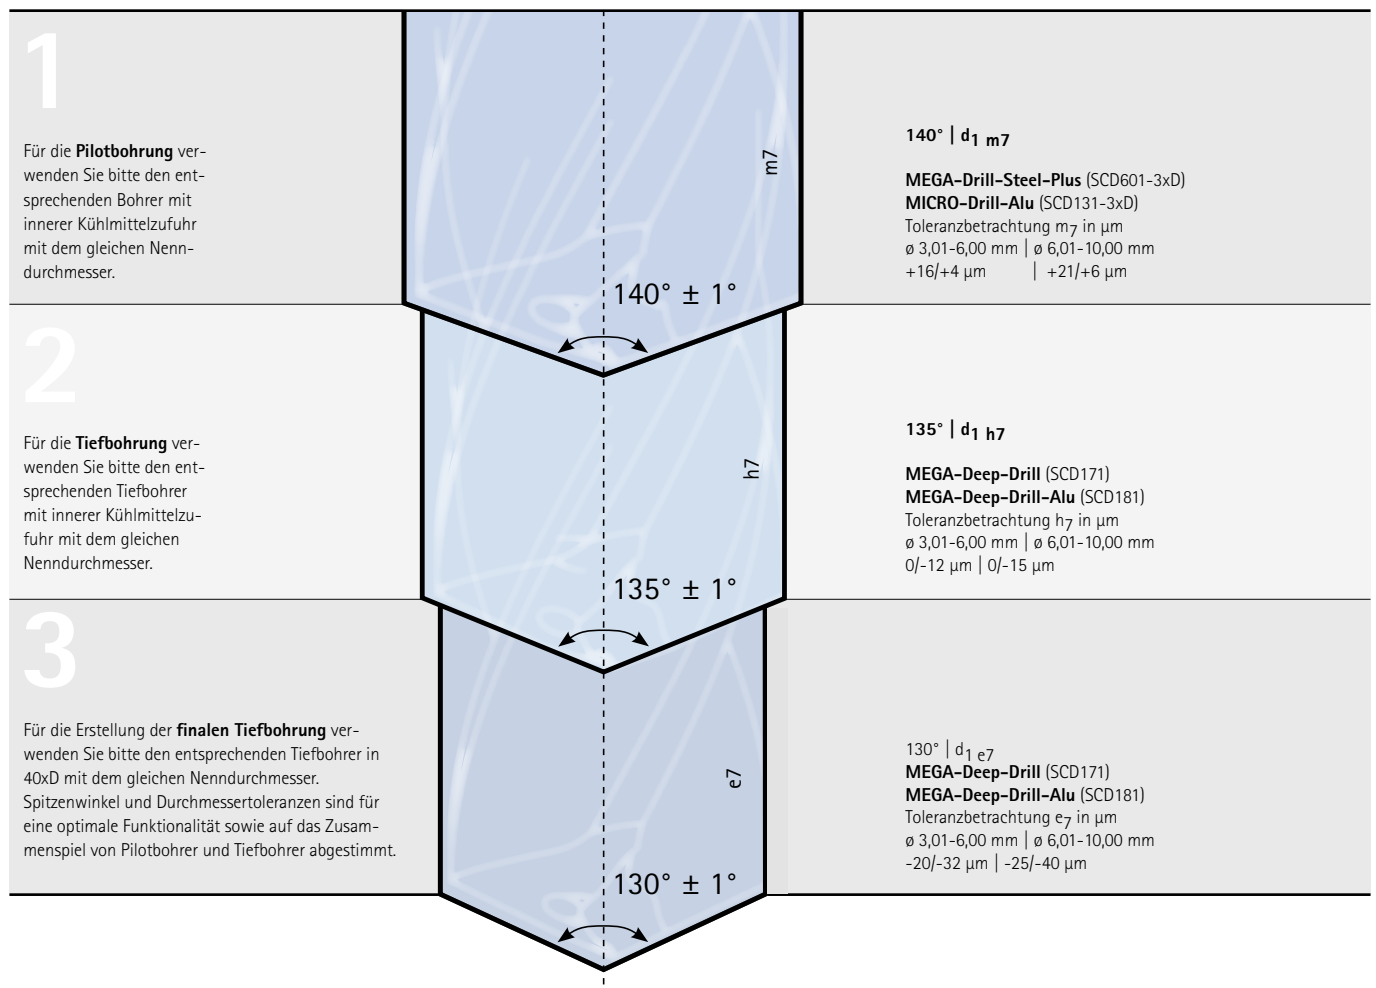 1
Für die Pilotbohrung ver-
wenden Sie bitte den ent-
sprechenden Bohrer mit
innerer Kühlmittelzufuhr
mit dem gleichen Nenn-
durchmesser.
m7
140° ± 1°
140° | d1 m7
MEGA-Drill-Steel-Plus (SCD601-3xD)
MICRO-Drill-Alu (SCD131-3xD)
Toleranzbetrachtung m7 in µm
ø 3,01-6,00 mm | ø 6,01-10,00 mm
+16/+4 µm | +21/+6 µm
2
Für die Tiefbohrung ver-
wenden Sie bitte den ent-
sprechenden Tiefbohrer
mit innerer Kühlmittelzu-
fuhr mit dem gleichen
Nenndurchmesser.
h7
135° ± 1°
135° | d1 h7
MEGA-Deep-Drill (SCD171)
MEGA-Deep-Drill-Alu (SCD181)
Toleranzbetrachtung h7 in µm
ø 3,01-6,00 mm | ø 6,01-10,00 mm
0/-12 µm | 0/-15 µm
3
Für die Erstellung der finalen Tiefbohrung ver-
wenden Sie bitte den entsprechenden Tiefbohrer in
40xD mit dem gleichen Nenndurchmesser.
Spitzenwinkel und Durchmessertoleranzen sind für
eine optimale Funktionalität sowie auf das Zusam-
menspiel von Pilotbohrer und Tiefbohrer abgestimmt.
e7
130° ± 1°
130° | d1 e7
MEGA-Deep-Drill (SCD171)
MEGA-Deep-Drill-Alu (SCD181)
Toleranzbetrachtung e7 in µm
ø 3,01-6,00 mm | ø 6,01-10,00 mm
-20/-32 µm | -25/-40 µm